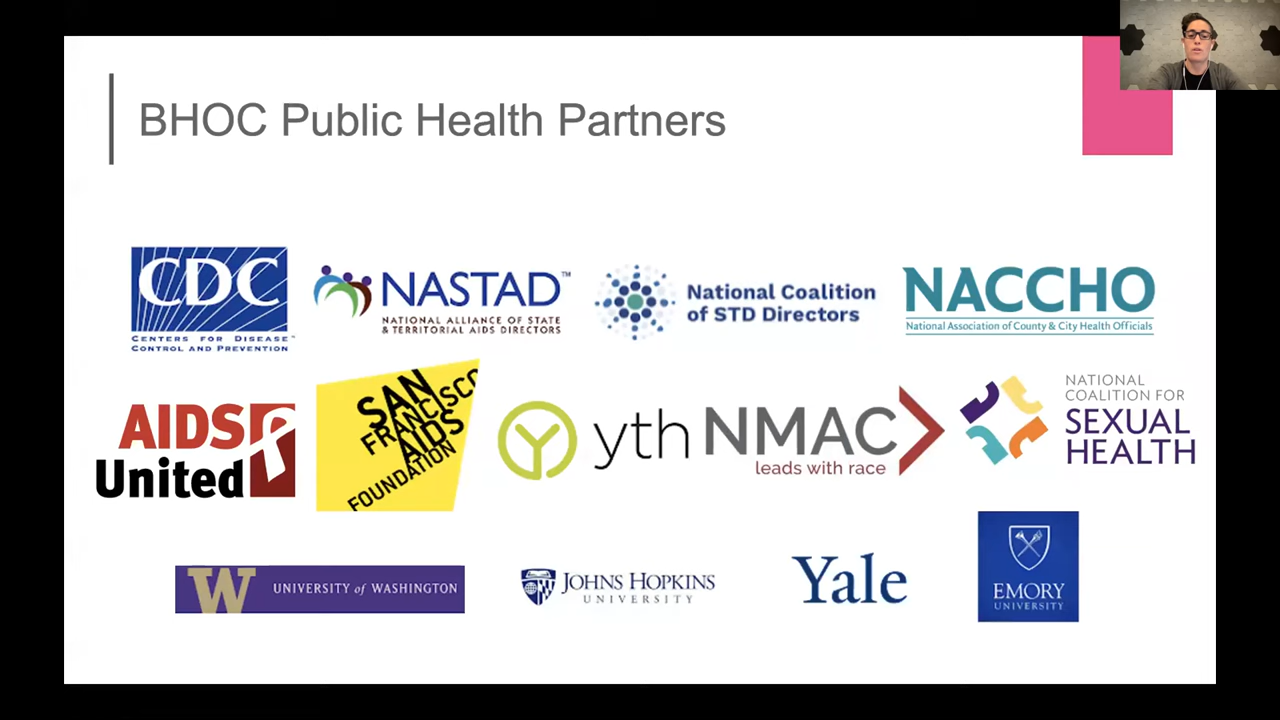 BHOC Public Health Partners
CDC
CENTERS FOR DISEASE
CONTROL AND PREVENTION
NASTAD™
NATIONAL ALLIANCE OF STATE
& TERRITORIAL AIDS DIRECTORS
National Coalition
of STD Directors
NACCHO
National Association of County & City Health Officials
AIDS
United
SAN
FRANCISCO
AIDS
FOUNDATION
yth
NMAC
leads with race
NATIONAL
COALITION FOR
SEXUAL
HEALTH
W UNIVERSITY of WASHINGTON
JOHNS HOPKINS
UNIVERSITY
Yale
EMORY
UNIVERSITY